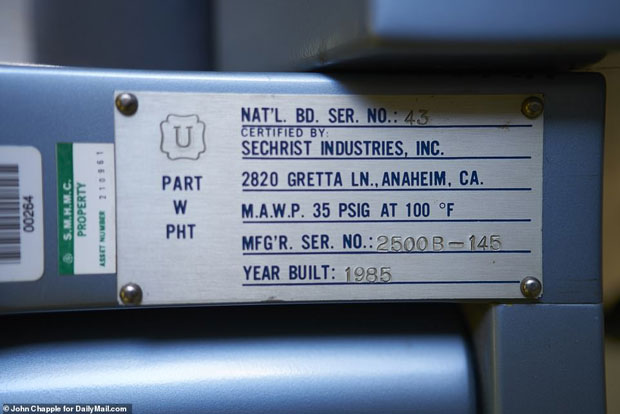 NAT'L. BD. SER. NO.: 43
CERTIFIED BY:
SECHRIST INDUSTRIES, INC.
2820 GRETTA LN., ANAHEIM, CA.
M.A.W.P. 35 PSIG AT 100 °F
MFG'R. SER. NO.: 2500B-145
YEAR BUILT: 1985
U
PART
W
PHT
S.M.H.M.C.
PROPERTY
ASSET NUMBER 210961
00264
© John Chapple for DailyMail.com